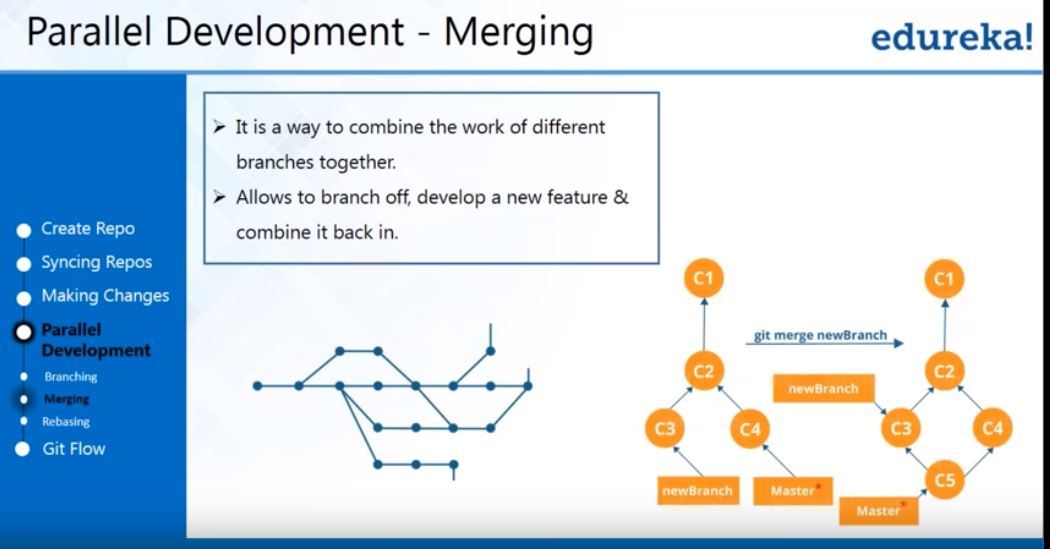 Parallel Development - Merging
edureka!
➢ It is a way to combine the work of different
branches together.
➢ Allows to branch off, develop a new feature &
combine it back in.
Create Repo
Syncing Repos
Making Changes
Parallel
Development
Branching
Merging
Rebasing
Git Flow
C1
C2
C3
C4
newBranch
Master*
git merge newBranch
C1
newBranch
C2
C3
C4
C5
Master*